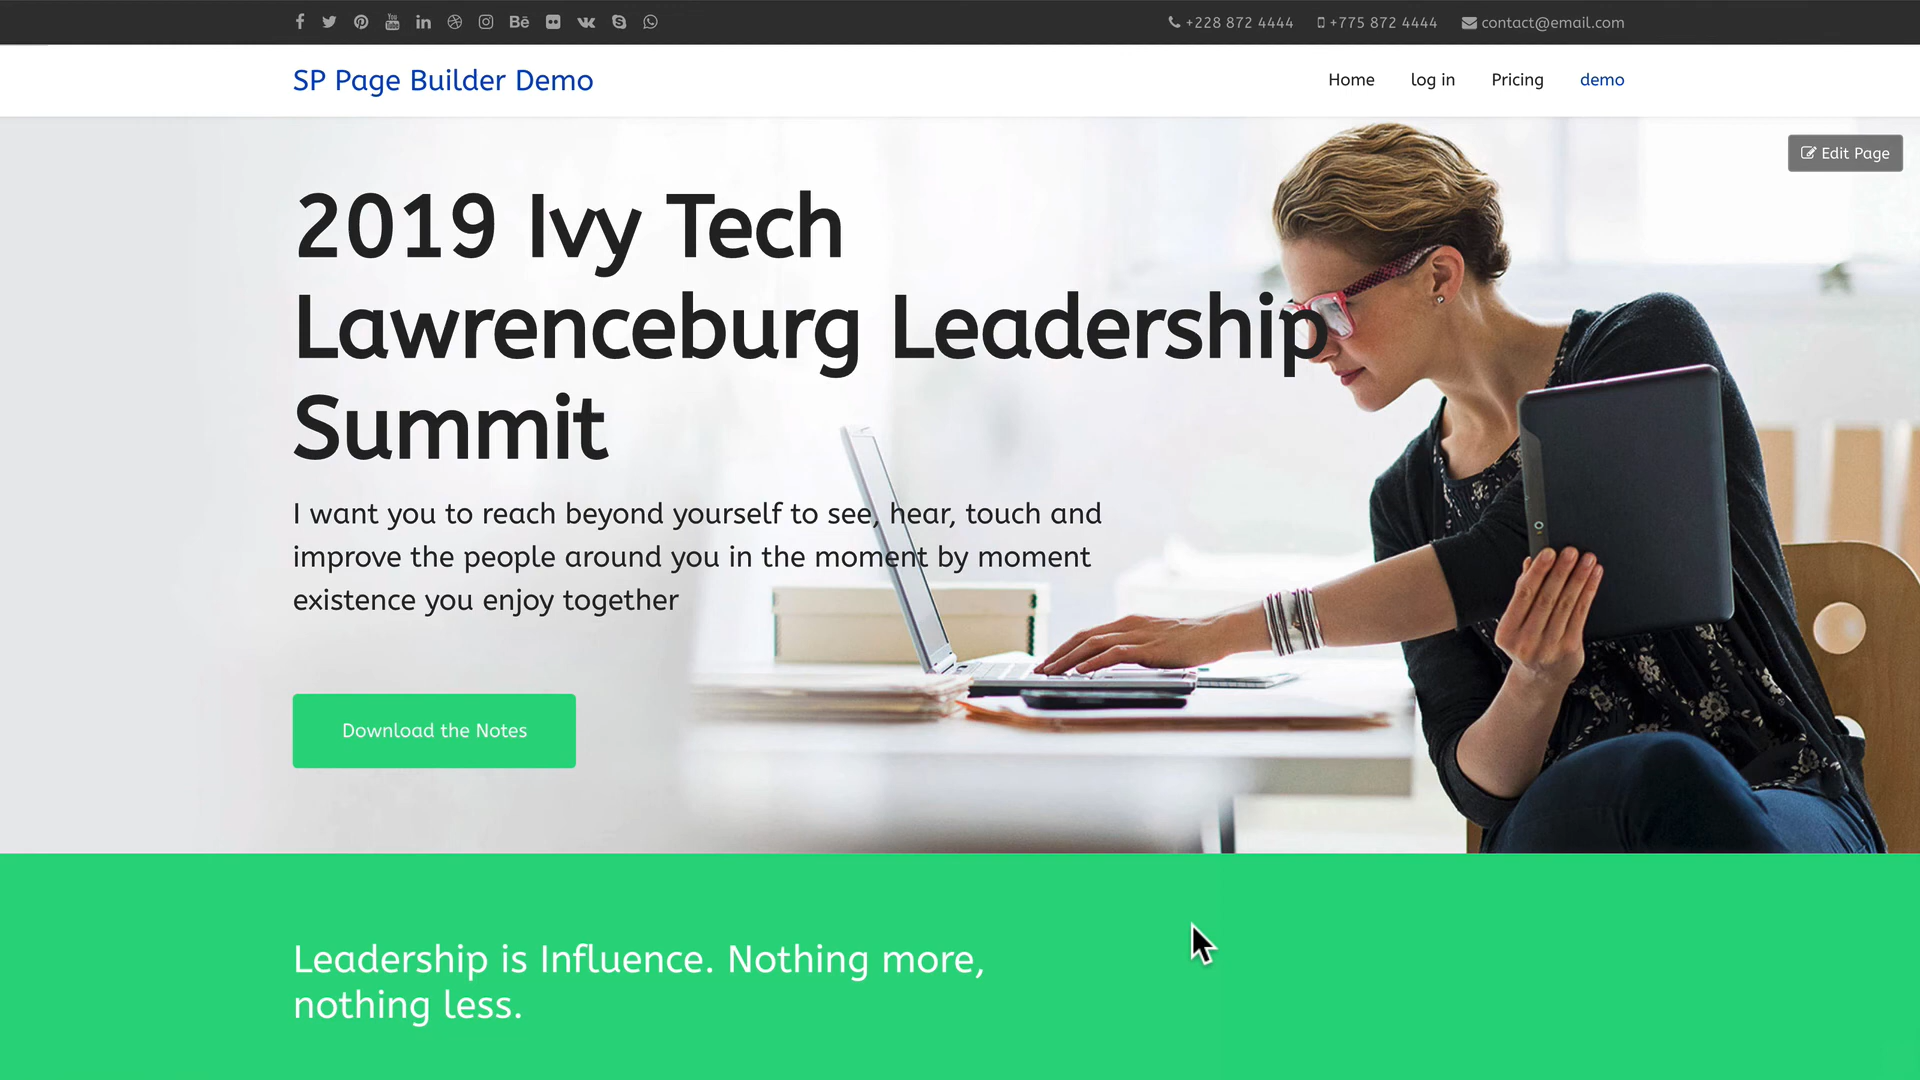 +228 872 4444 +775 872 4444 contact@email.com
SP Page Builder Demo
Home log in Pricing demo
Edit Page
2019 Ivy Tech
Lawrenceburg Leadership
Summit
I want you to reach beyond yourself to see, hear, touch and
improve the people around you in the moment by moment
existence you enjoy together
Download the Notes
Leadership is Influence. Nothing more,
nothing less.